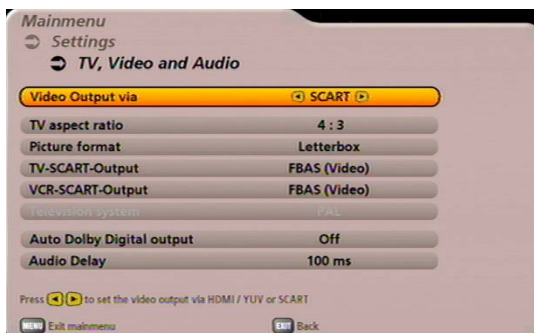 Mainmenu
Settings
TV, Video and Audio
Video Output via SCART
TV aspect ratio 4 : 3
Picture format Letterbox
TV-SCART-Output FBAS (Video)
VCR-SCART-Output FBAS (Video)
Television system PAL
Auto Dolby Digital output Off
Audio Delay 100 ms
Press to set the video output via HDMI / YUV or SCART
MENU Exit mainmenu EXIT Back